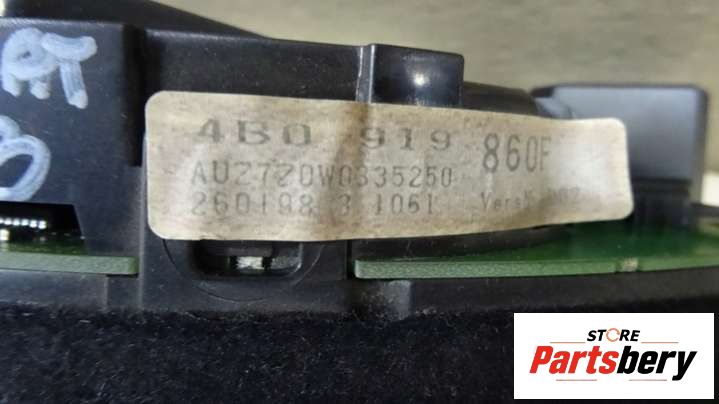 4B0 919 860F
AUZ7Z0W0335250
260198 3 1061
STORE
Partsbery